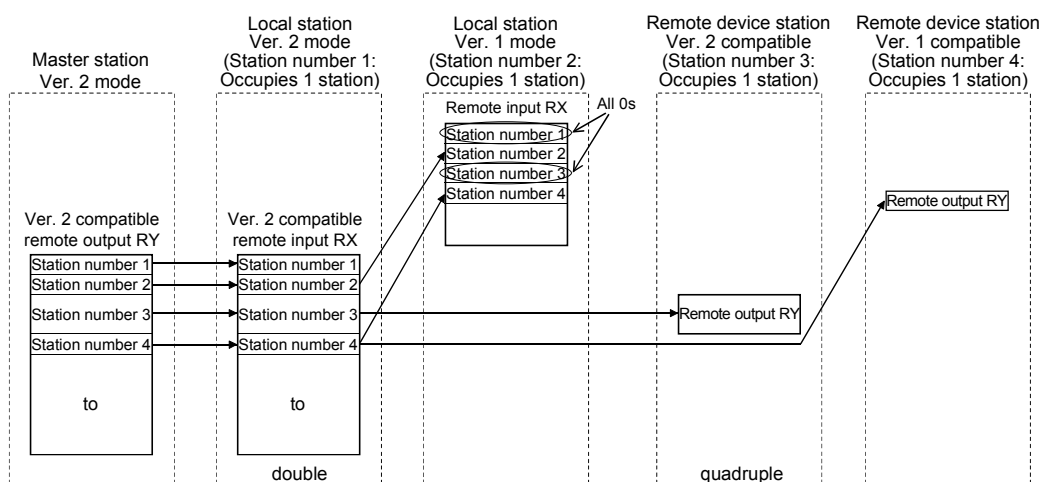 Master station
Ver. 2 mode
Local station
Ver. 2 mode
(Station number 1:
Occupies 1 station)
Local station
Ver. 1 mode
(Station number 2:
Occupies 1 station)
Remote device station
Ver. 2 compatible
(Station number 3:
Occupies 1 station)
Remote device station
Ver. 1 compatible
(Station number 4:
Occupies 1 station)
Remote input RX
All 0s
Station number 1
Station number 2
Station number 3
Station number 4
Remote output RY
Ver. 2 compatible
remote output RY
Station number 1
Station number 2
Station number 3
Station number 4
to
Ver. 2 compatible
remote input RX
Station number 1
Station number 2
Station number 3
Station number 4
to
Remote output RY
double
quadruple